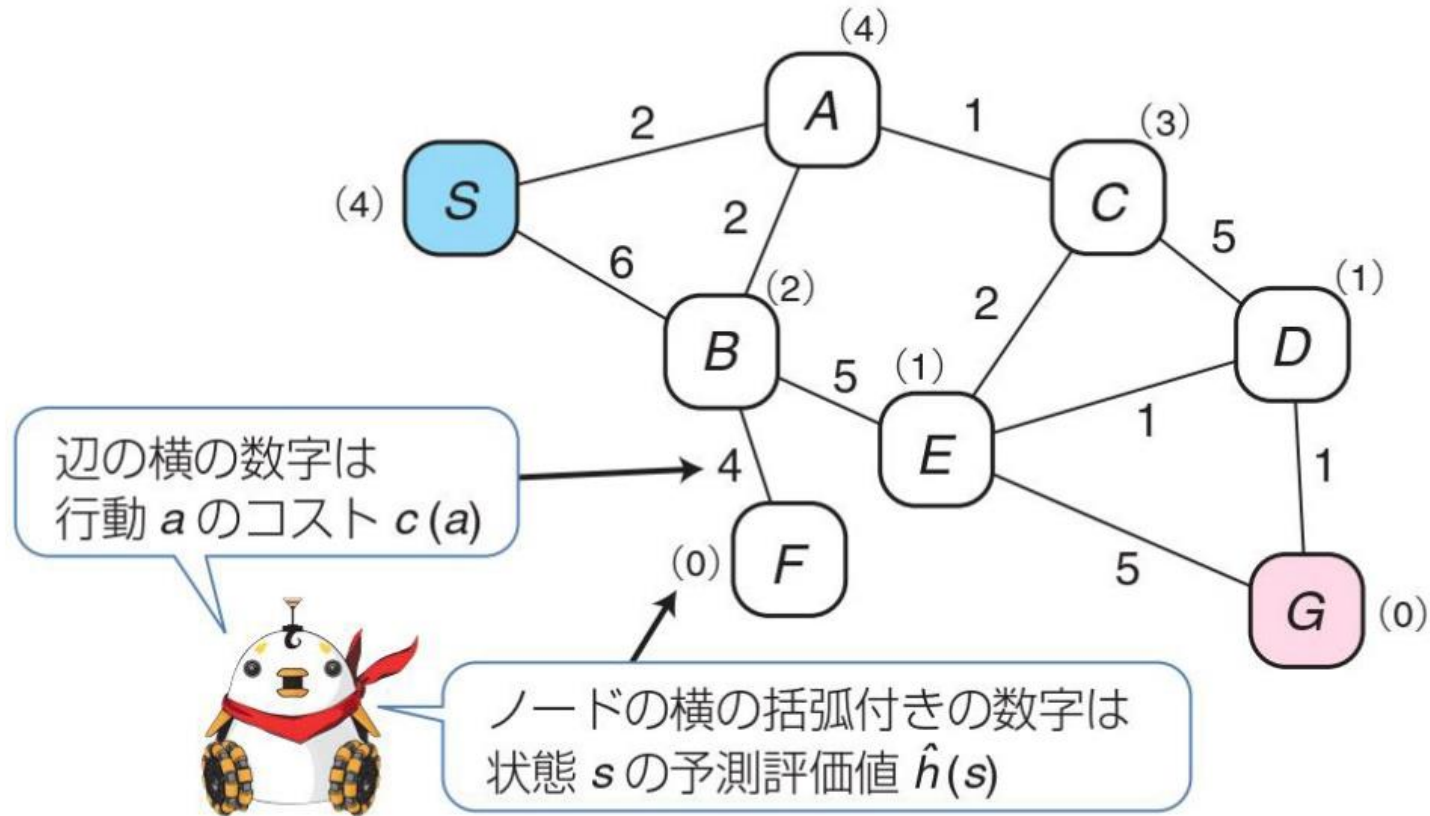 (4)
A
2
1
(3)
(4)
S
C
2
5
6
(2)
(1)
B
2
D
5
(1)
E
1
1
4
辺の横の数字は
行動 a のコスト c (a)
F
(0)
5
G
(0)
ノードの横の括弧付きの数字は
状態 s の予測評価値 ĥ(s)